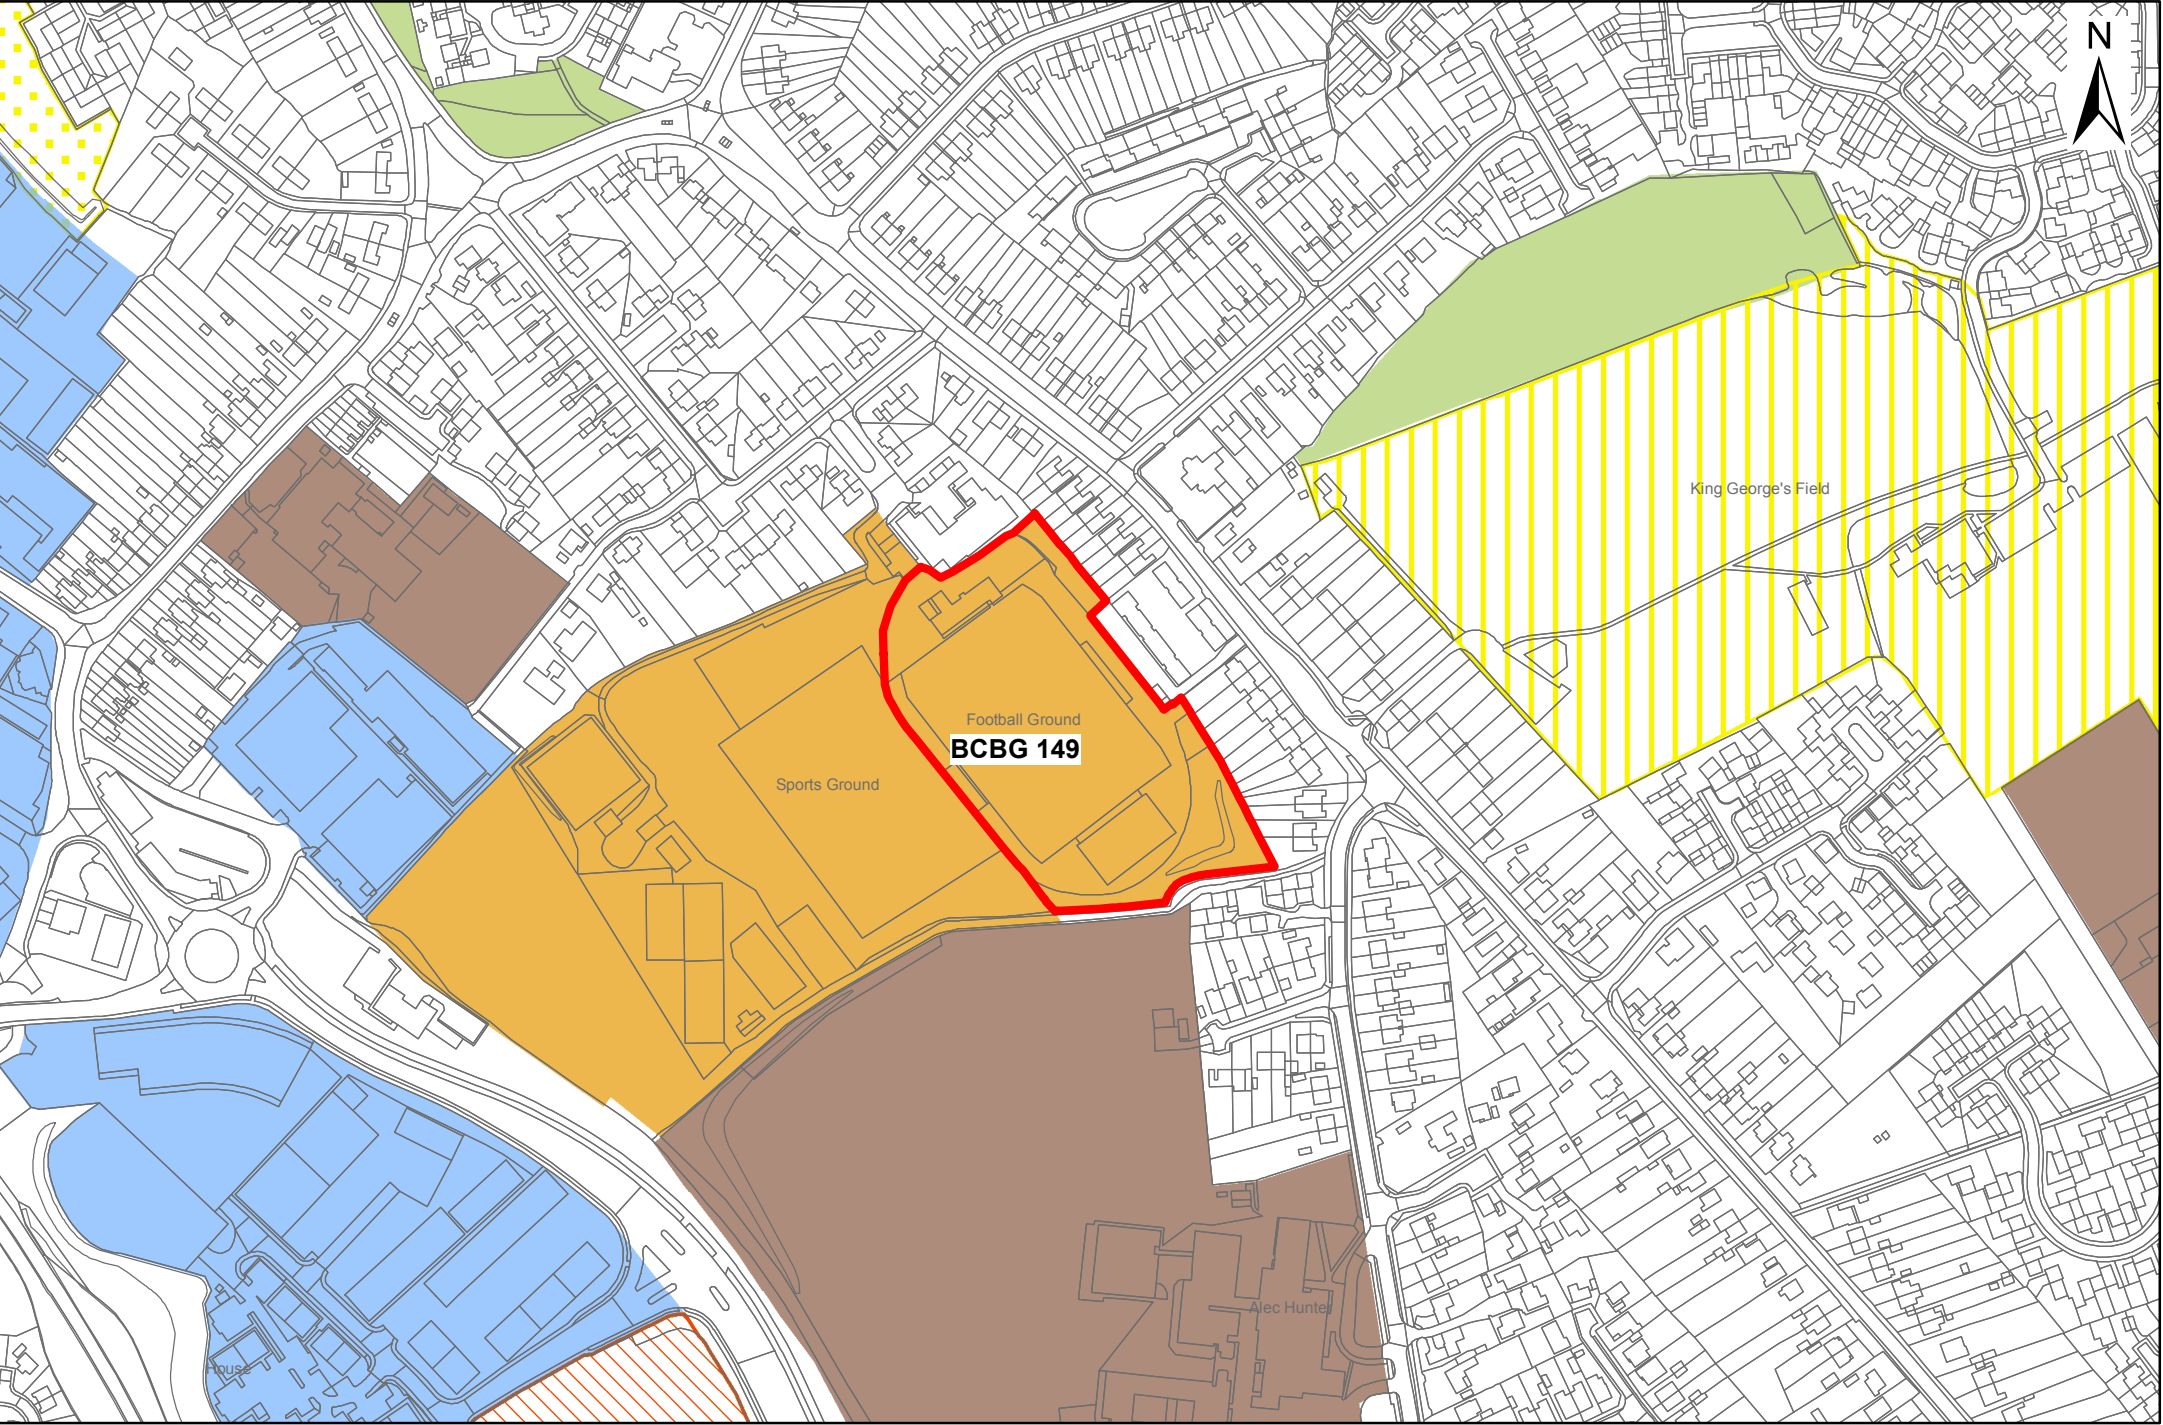 N
King George's Field
Football Ground
BCBG 149
Sports Ground
Alec Hunter
House